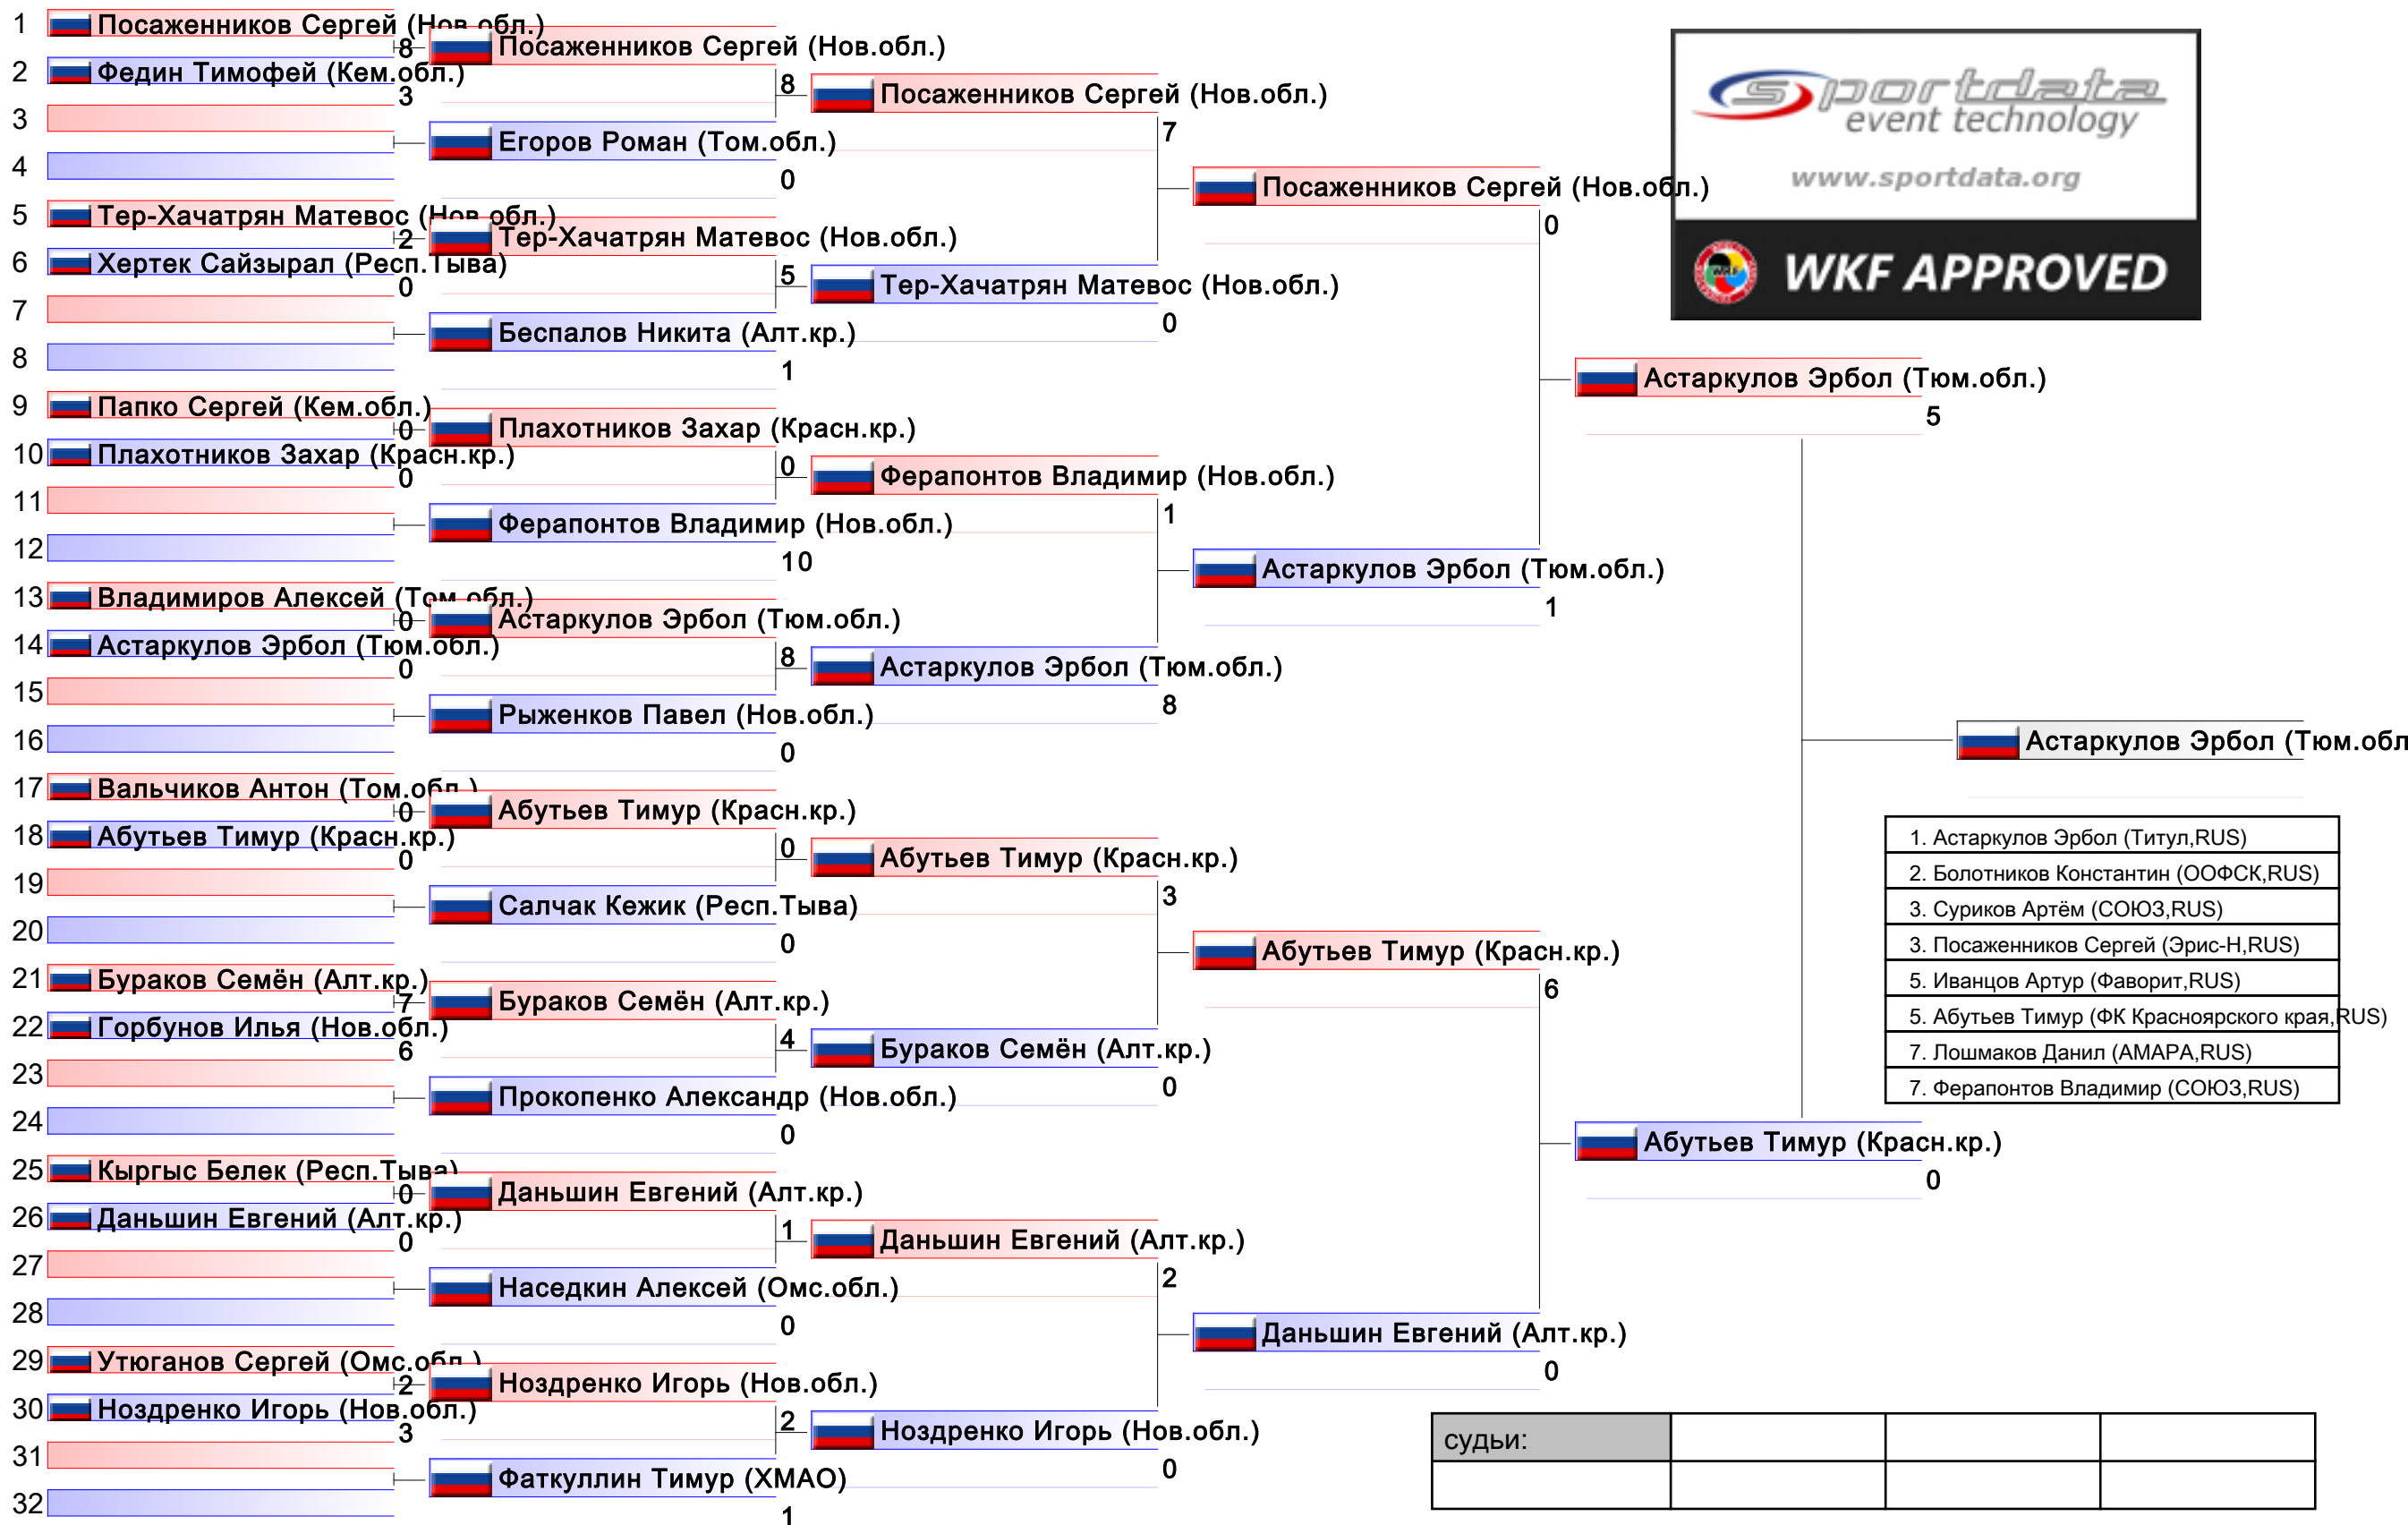 1 Посаженников Сергей (Нов.обл.)
8
2 Федин Тимофей (Кем.обл.)
3
3
4
5 Тер-Хачатрян Матевос (Нов.обл.)
2
6 Хертек Сайзырал (Респ.Тыва)
0
7
8
9 Папко Сергей (Кем.обл.)
0
10 Плахотников Захар (Красн.кр.)
0
11
12
13 Владимиров Алексей (Том.обл.)
0
14 Астаркулов Эрбол (Тюм.обл.)
0
15
16
17 Вальчиков Антон (Том.обл.)
0
18 Абутьев Тимур (Красн.кр.)
0
19
20
21 Бураков Семён (Алт.кр.)
7
22 Горбунов Илья (Нов.обл.)
6
23
24
25 Кыргыс Белек (Респ.Тыва)
0
26 Даньшин Евгений (Алт.кр.)
0
27
28
29 Утюганов Сергей (Омс.обл.)
2
30 Ноздренко Игорь (Нов.обл.)
3
31
32
Посаженников Сергей (Нов.обл.)
8
Егоров Роман (Том.обл.)
0
Тер-Хачатрян Матевос (Нов.обл.)
5
Беспалов Никита (Алт.кр.)
1
Плахотников Захар (Красн.кр.)
0
Ферапонтов Владимир (Нов.обл.)
10
Астаркулов Эрбол (Тюм.обл.)
8
Рыженков Павел (Нов.обл.)
0
Абутьев Тимур (Красн.кр.)
0
Салчак Кежик (Респ.Тыва)
0
Бураков Семён (Алт.кр.)
4
Прокопенко Александр (Нов.обл.)
0
Даньшин Евгений (Алт.кр.)
1
Наседкин Алексей (Омс.обл.)
0
Ноздренко Игорь (Нов.обл.)
2
Фаткуллин Тимур (ХМАО)
1
Посаженников Сергей (Нов.обл.)
7
Тер-Хачатрян Матевос (Нов.обл.)
0
Ферапонтов Владимир (Нов.обл.)
1
Астаркулов Эрбол (Тюм.обл.)
8
Абутьев Тимур (Красн.кр.)
3
Бураков Семён (Алт.кр.)
0
Даньшин Евгений (Алт.кр.)
2
Ноздренко Игорь (Нов.обл.)
0
Посаженников Сергей (Нов.обл.)
0
Астаркулов Эрбол (Тюм.обл.)
1
Абутьев Тимур (Красн.кр.)
6
Даньшин Евгений (Алт.кр.)
0
Астаркулов Эрбол (Тюм.обл.)
5
Абутьев Тимур (Красн.кр.)
0
Астаркулов Эрбол (Тюм.обл
sportdata
event technology
www.sportdata.org
WKF
WKF APPROVED
1. Астаркулов Эрбол (Титул,RUS)
2. Болотников Константин (ООФСК,RUS)
3. Суриков Артём (СОЮЗ,RUS)
3. Посаженников Сергей (Эрис-Н,RUS)
5. Иванцов Артур (Фаворит,RUS)
5. Абутьев Тимур (ФК Красноярского края,RUS)
7. Лошмаков Данил (АМАРА,RUS)
7. Ферапонтов Владимир (СОЮЗ,RUS)
судьи: